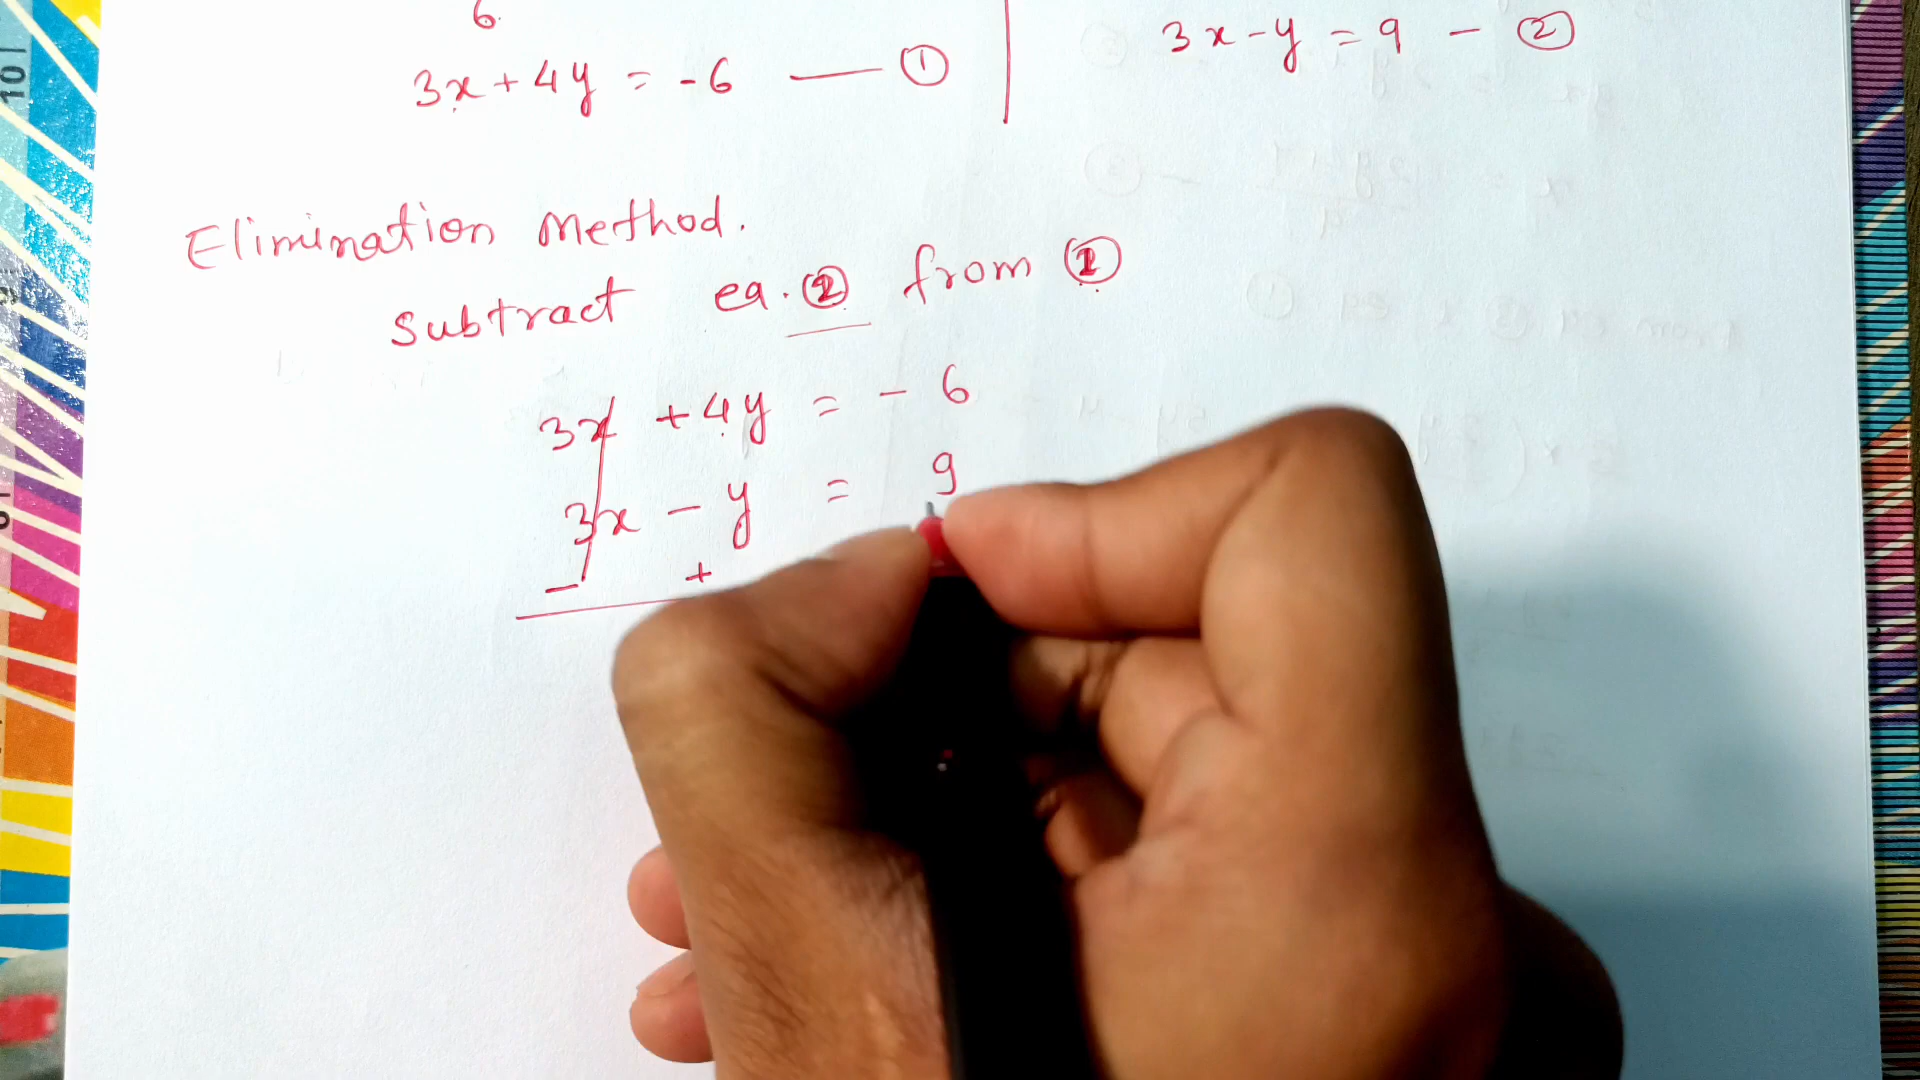 6.
3x + 4y = -6 —— ①
3x - y = 9 - ②
Elimination Method.
Subtract eq. ② from ①
3x + 4y = - 6
3x - y = 9
- +